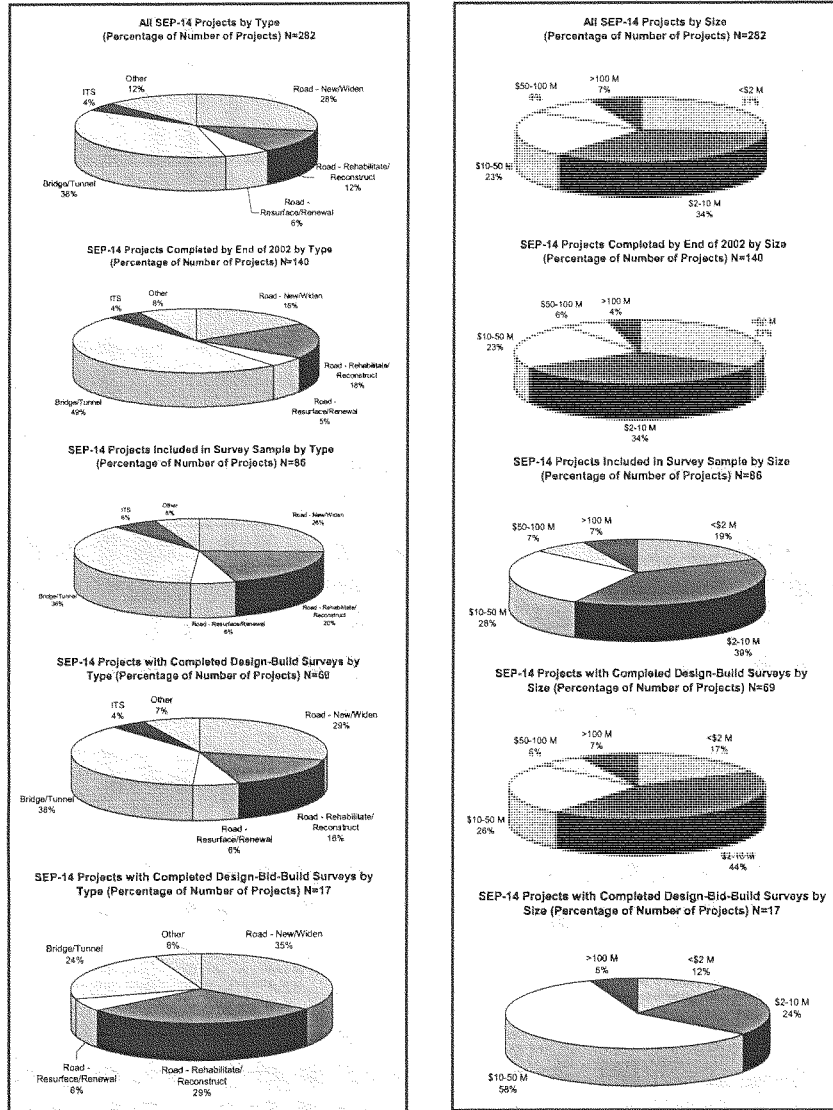 All SEP-14 Projects by Type
(Percentage of Number of Projects) N=282
Other
12%
ITS
4%
Road - New/Widen
28%
Road - Rehabilitate/
Reconstruct
12%
Road -
Resurface/Renewal
6%
Bridge/Tunnel
38%
SEP-14 Projects Completed by End of 2002 by Type
(Percentage of Number of Projects) N=140
ITS
4%
Other
8%
Road - New/Widen
16%
Road - Rehabilitate/
Reconstruct
18%
Road -
Resurface/Renewal
5%
Bridge/Tunnel
49%
SEP-14 Projects Included in Survey Sample by Type
(Percentage of Number of Projects) N=86
ITS
6%
Other
6%
Road - New/Widen
26%
Road - Rehabilitate/
Reconstruct
20%
Road - Resurface/Renewal
6%
Bridge/Tunnel
36%
SEP-14 Projects with Completed Design-Build Surveys by
Type (Percentage of Number of Projects) N=69
ITS
4%
Other
7%
Road - New/Widen
29%
Road - Rehabilitate/
Reconstruct
16%
Road -
Resurface/Renewal
6%
Bridge/Tunnel
38%
SEP-14 Projects with Completed Design-Bid-Build Surveys by
Type (Percentage of Number of Projects) N=17
Other
6%
Road - New/Widen
35%
Bridge/Tunnel
24%
Road -
Resurface/Renewal
6%
Road - Rehabilitate/
Reconstruct
29%
All SEP-14 Projects by Size
(Percentage of Number of Projects) N=282
$50-100 M
>100 M
7%
<$2 M
$10-50 M
23%
$2-10 M
34%
SEP-14 Projects Completed by End of 2002 by Size
(Percentage of Number of Projects) N=140
$50-100 M
6%
>100 M
4%
$10-50 M
23%
$2-10 M
34%
SEP-14 Projects Included in Survey Sample by Size
(Percentage of Number of Projects) N=86
$50-100 M
7%
>100 M
7%
<$2 M
19%
$10-50 M
28%
$2-10 M
39%
SEP-14 Projects with Completed Design-Build Surveys by
Size (Percentage of Number of Projects) N=69
$50-100 M
6%
>100 M
7%
<$2 M
17%
$10-50 M
26%
$2-10 M
44%
SEP-14 Projects with Completed Design-Bid-Build Surveys by
Size (Percentage of Number of Projects) N=17
>100 M
6%
<$2 M
12%
$2-10 M
24%
$10-50 M
58%